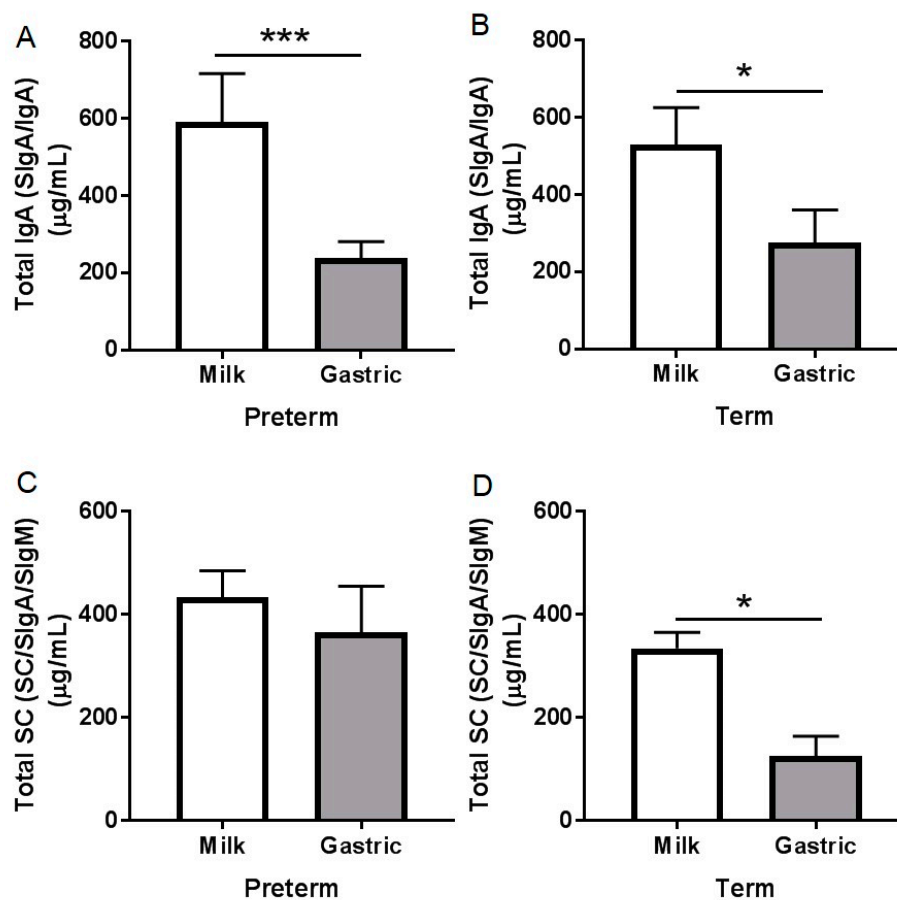 A
Total IgA (SIgA/IgA)
(µg/mL)
800
600
400
200
0
***
Milk Gastric
Preterm
B
Total IgA (SIgA/IgA)
(µg/mL)
800
600
400
200
0
*
Milk Gastric
Term
C
Total SC (SC/SIgA/SIgM)
(µg/mL)
600
400
200
0
Milk Gastric
Preterm
D
Total SC (SC/SIgA/SIgM)
(µg/mL)
600
400
200
0
*
Milk Gastric
Term